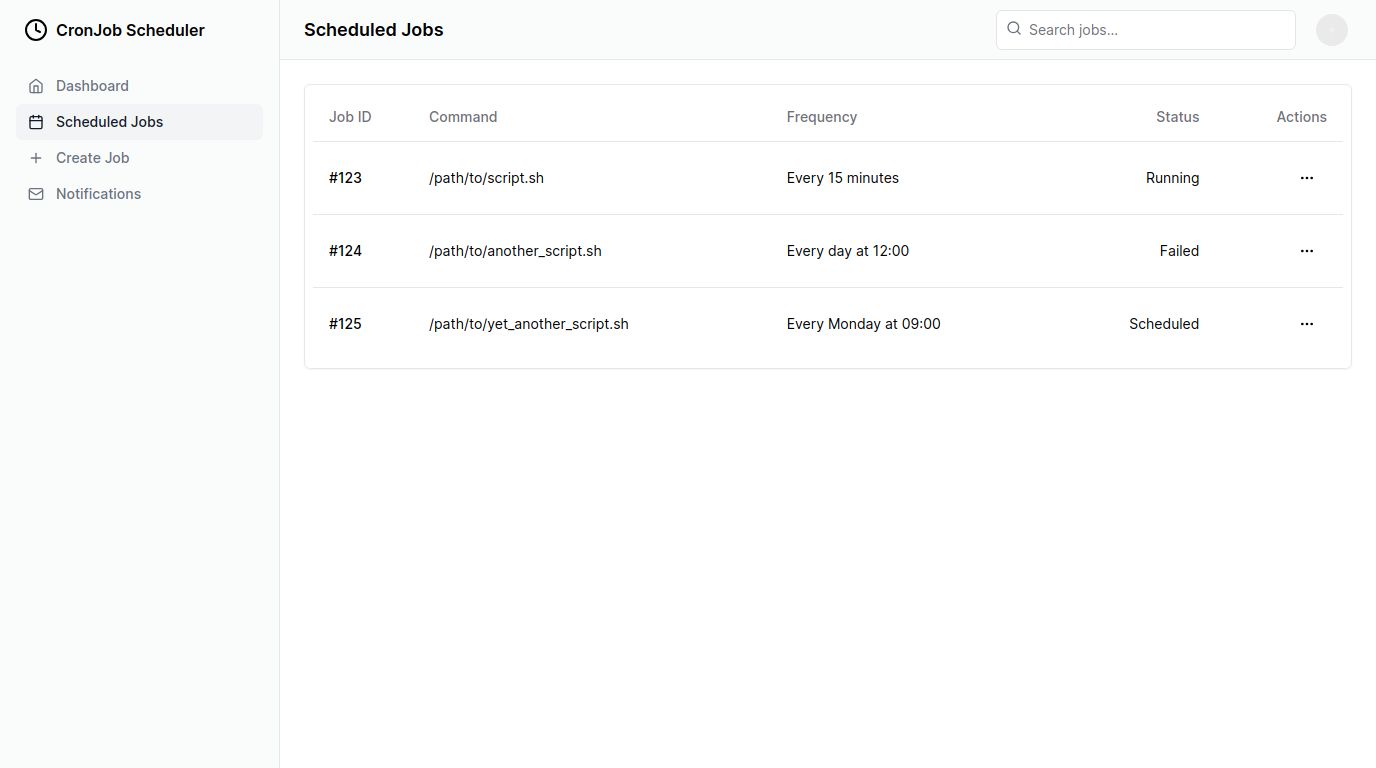 CronJob Scheduler
Dashboard
Scheduled Jobs
Create Job
Notifications
Scheduled Jobs
Search jobs...
Job ID Command Frequency Status Actions
#123 /path/to/script.sh Every 15 minutes Running ...
#124 /path/to/another_script.sh Every day at 12:00 Failed ...
#125 /path/to/yet_another_script.sh Every Monday at 09:00 Scheduled ...